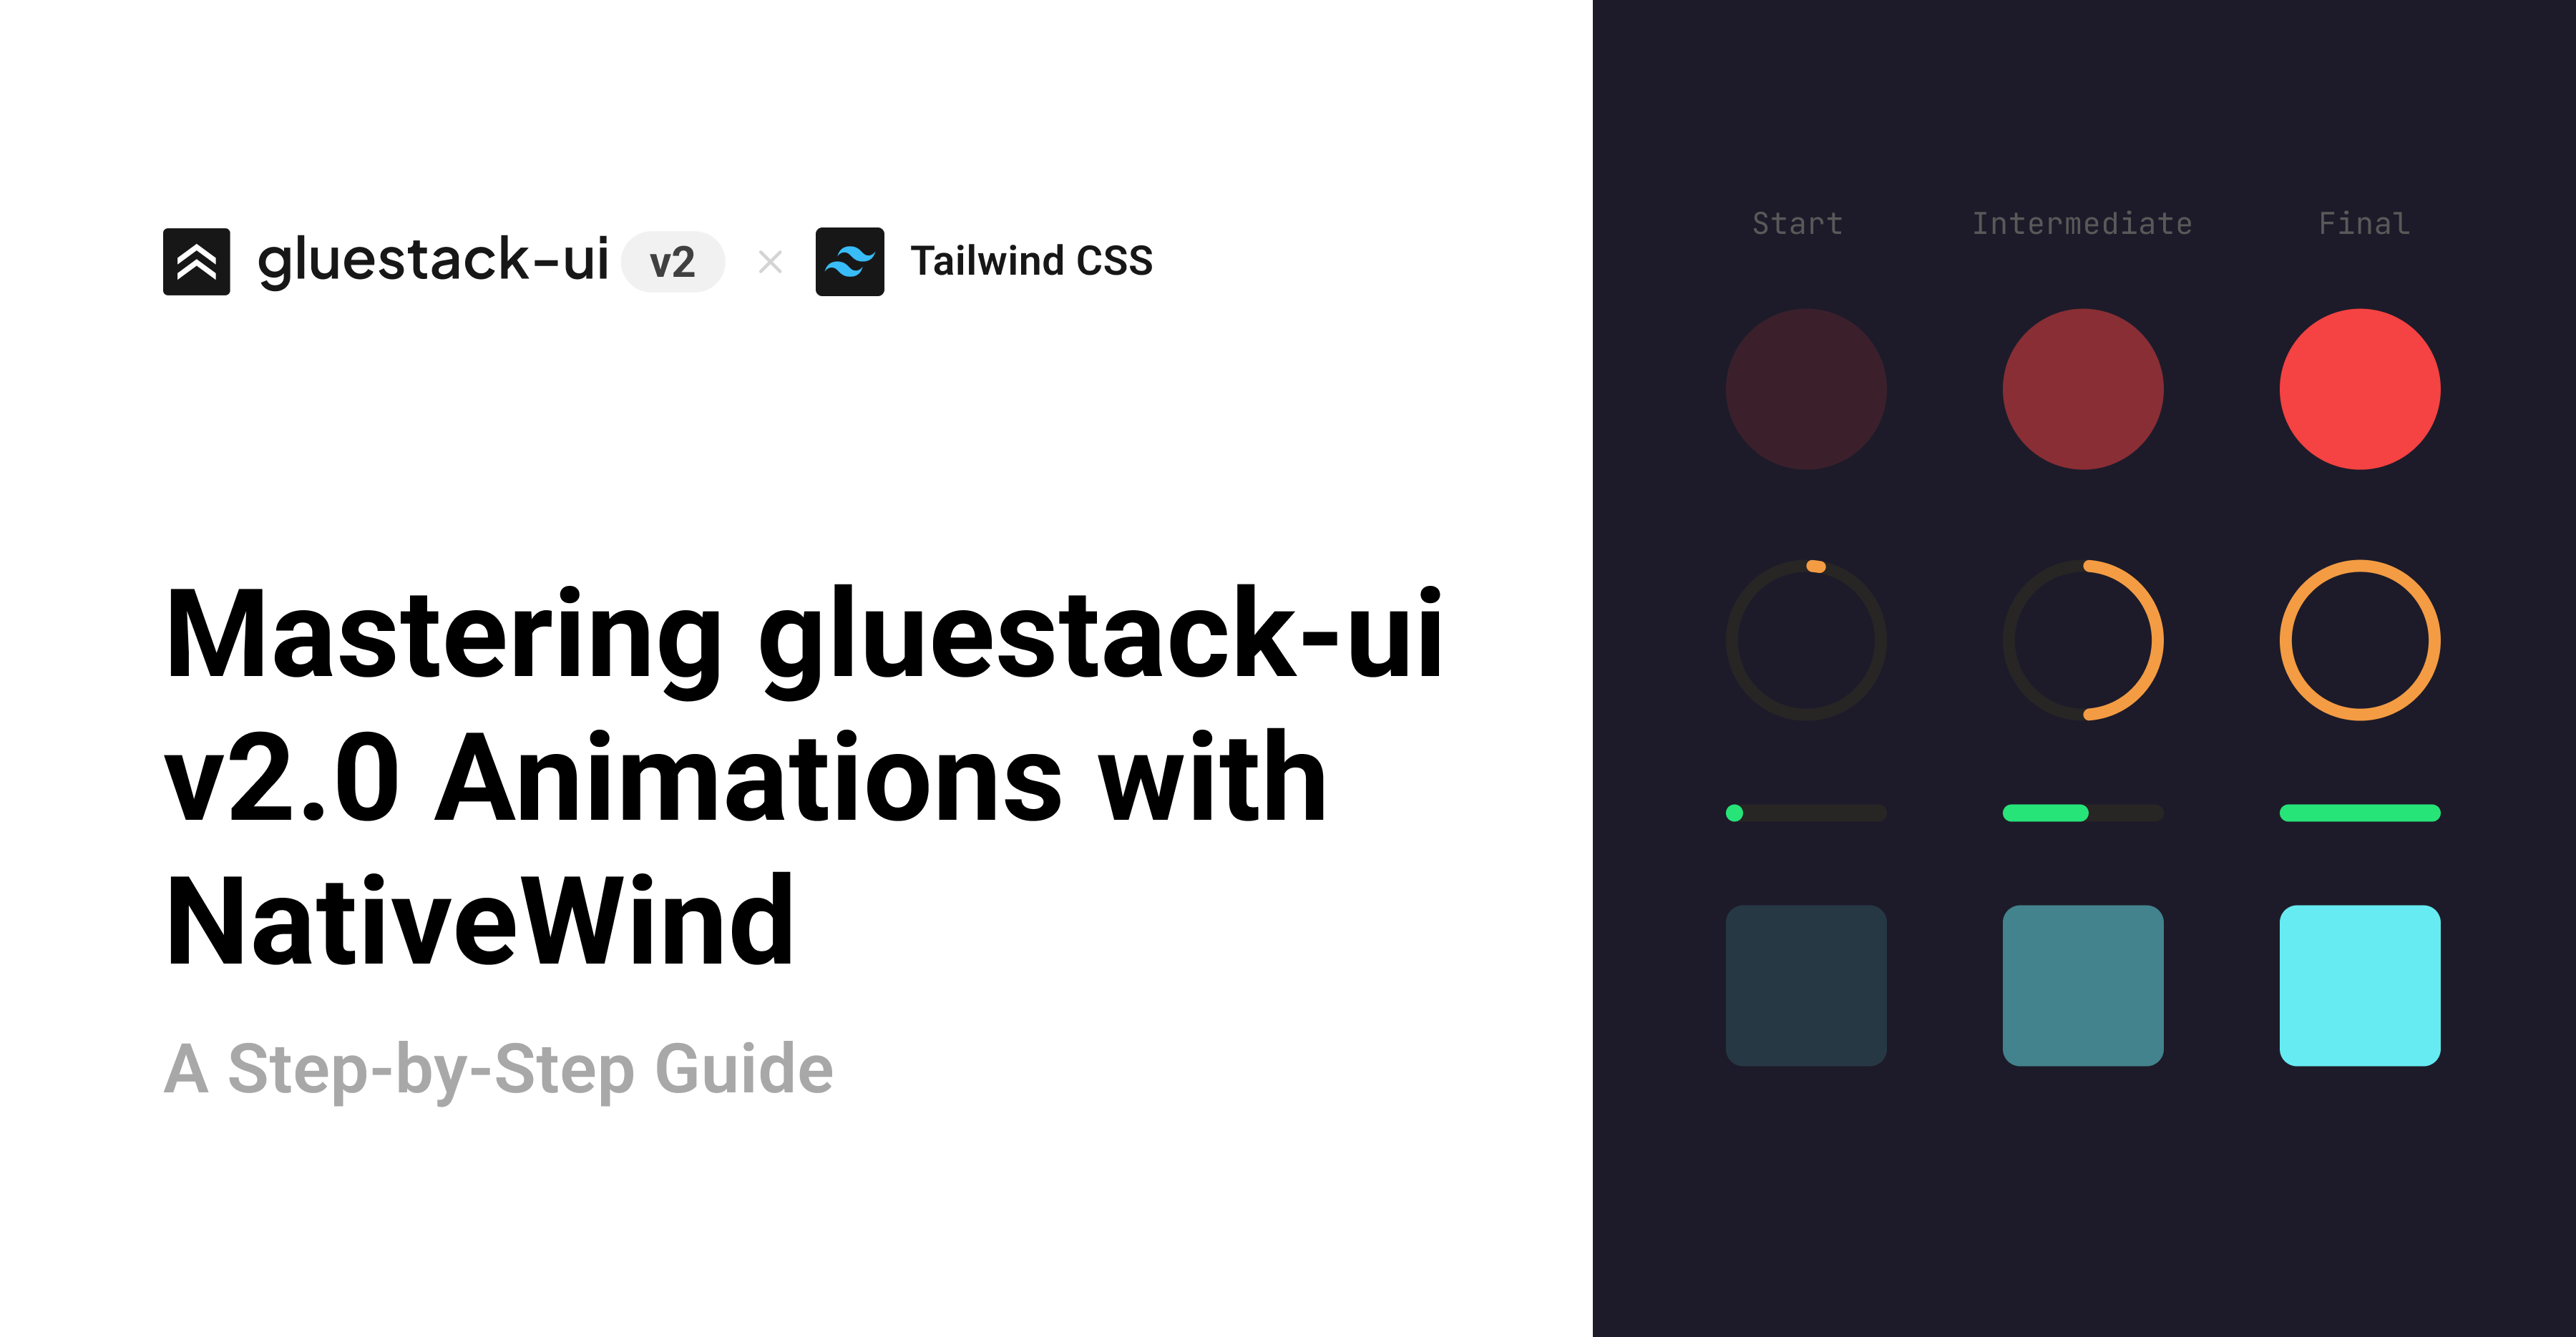 gluestack-ui v2 × Tailwind CSS
Mastering gluestack-ui
v2.0 Animations with
NativeWind
A Step-by-Step Guide
Start Intermediate Final